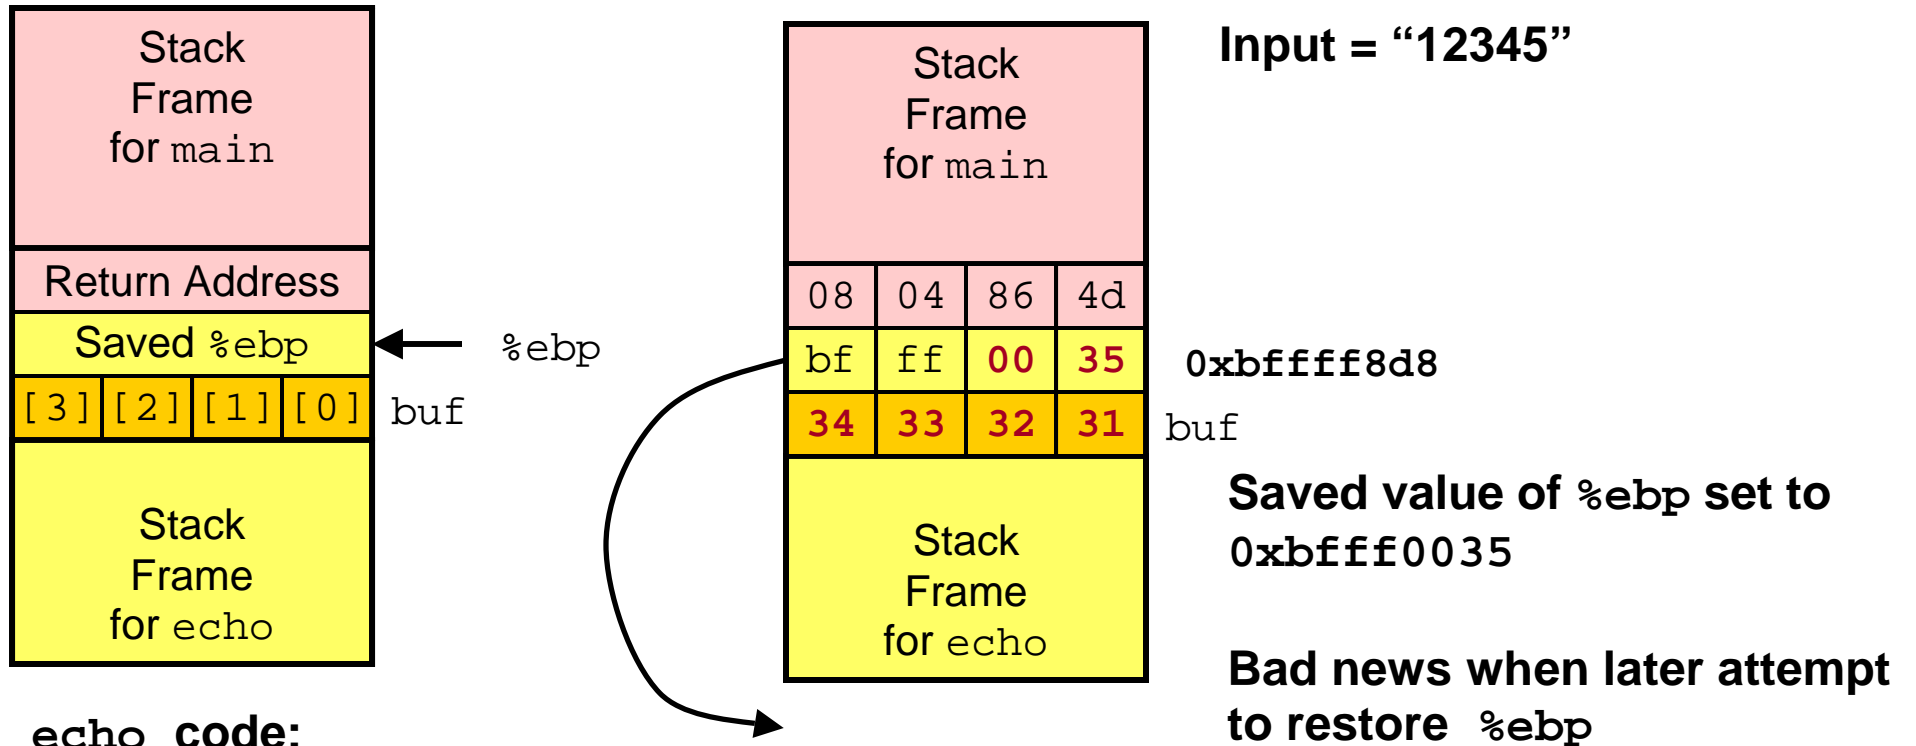 Stack
Frame
for main
Return Address
Saved %ebp
%ebp
[3] [2] [1] [0]
buf
Stack
Frame
for echo
echo code:
Stack
Frame
for main
08 04 86 4d
bf ff 00 35
0xbffff8d8
34 33 32 31
buf
Stack
Frame
for echo
Input = “12345”
Saved value of %ebp set to
0xbfff0035
Bad news when later attempt
to restore %ebp